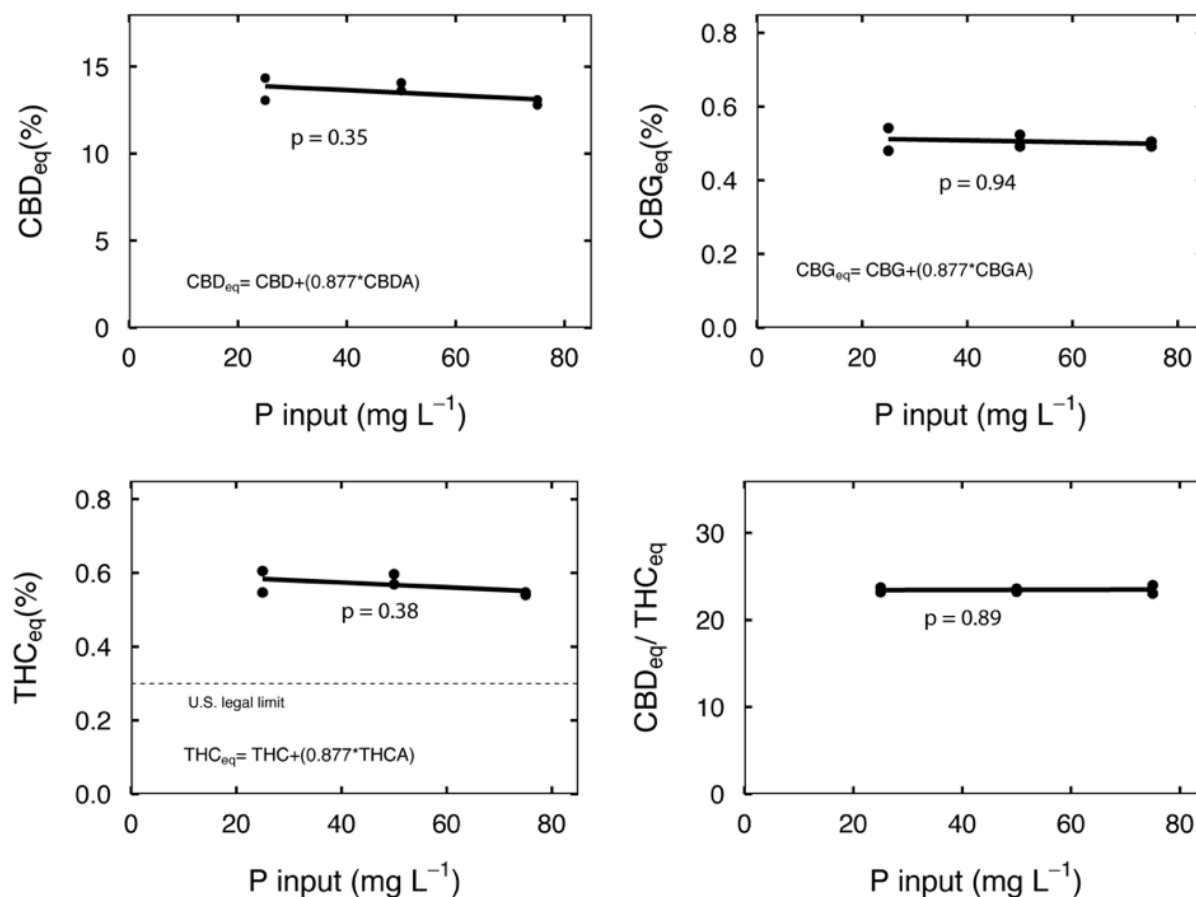 CBDeq(%)
15
10
5
0
p = 0.35
CBDeq= CBD+(0.877*CBDA)
0 20 40 60 80
P input (mg L⁻¹)
CBGeq(%)
0.8
0.6
0.4
0.2
0.0
p = 0.94
CBGeq= CBG+(0.877*CBGA)
0 20 40 60 80
P input (mg L⁻¹)
THCeq(%)
0.8
0.6
0.4
0.2
0.0
p = 0.38
U.S. legal limit
THCeq= THC+(0.877*THCA)
0 20 40 60 80
P input (mg L⁻¹)
CBDeq/ THCeq
30
20
10
0
p = 0.89
0 20 40 60 80
P input (mg L⁻¹)